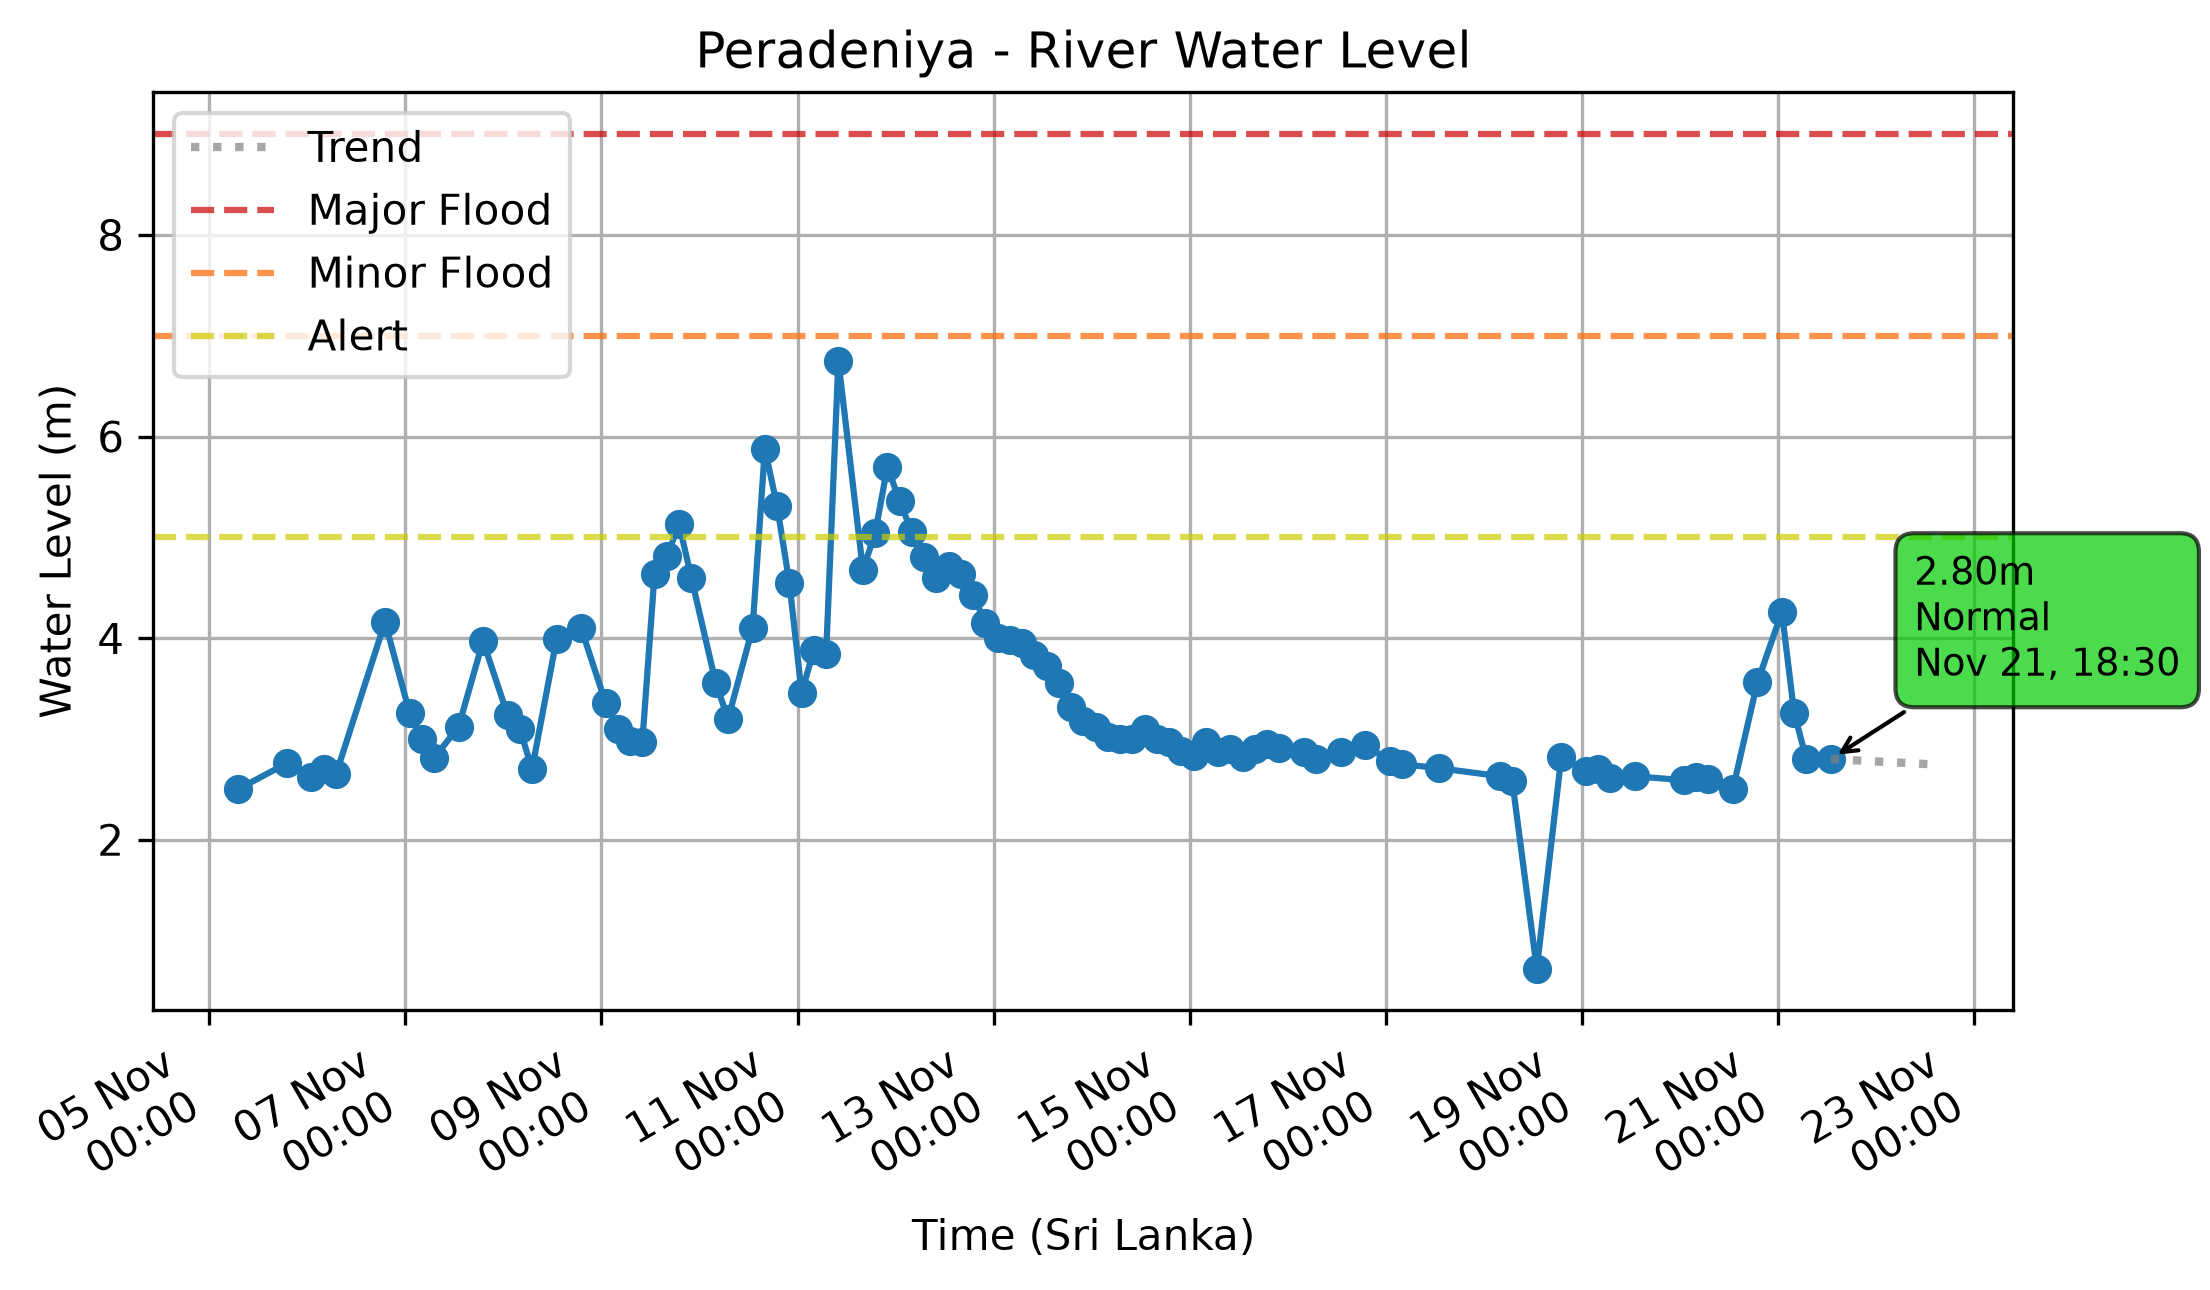 Peradeniya - River Water Level
Trend
Major Flood
Minor Flood
Alert
Water Level (m)
8
6
4
2
2.80m
Normal
Nov 21, 18:30
05 Nov
00:00
07 Nov
00:00
09 Nov
00:00
11 Nov
00:00
13 Nov
00:00
15 Nov
00:00
17 Nov
00:00
19 Nov
00:00
21 Nov
00:00
23 Nov
00:00
Time (Sri Lanka)